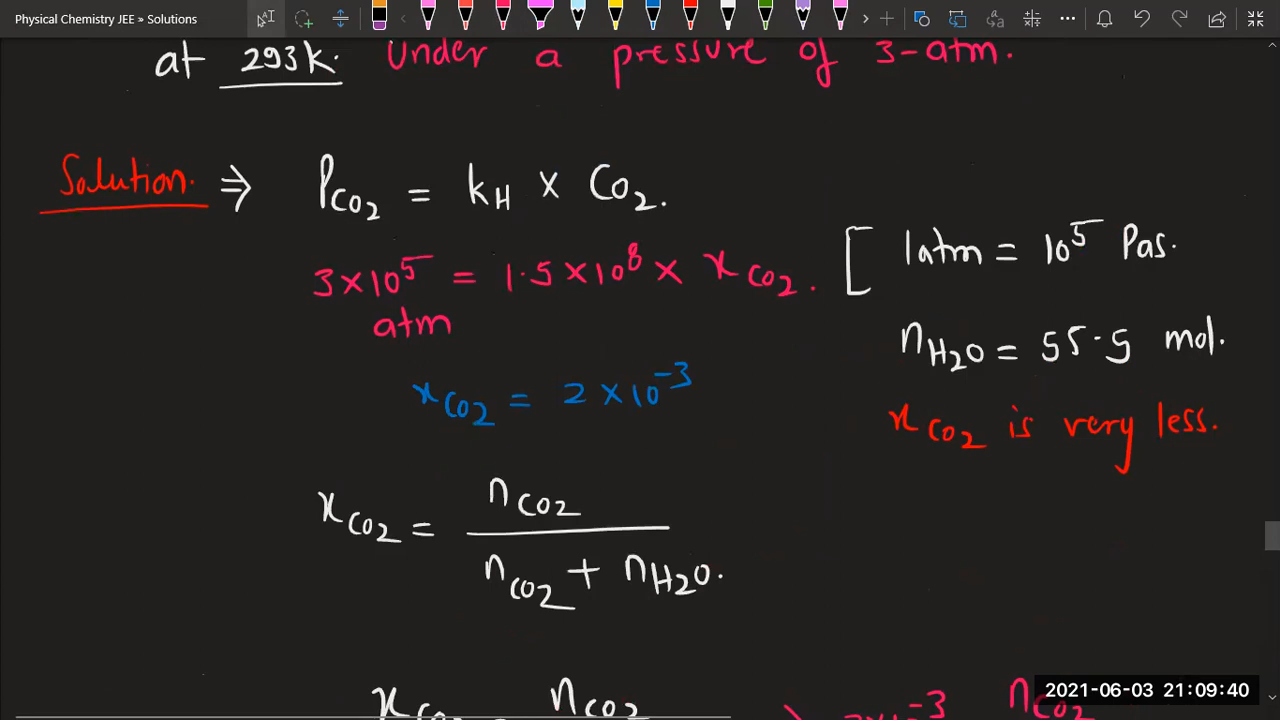 Physical Chemistry JEE » Solutions
at 293k. Under a pressure of 3-atm.
Solution. ⇒ PCO2 = kH × CO2.
3×10^5 = 1.5×10^8 × xCO2.
atm
[ 1atm = 10^5 Pas.
nH2O = 55.5 mol.
xCO2 is very less.
xCO2 = 2×10^-3
xCO2 = nCO2 / nCO2 + nH2O.
xCO2 nCO2
2021-06-03 21:09:40